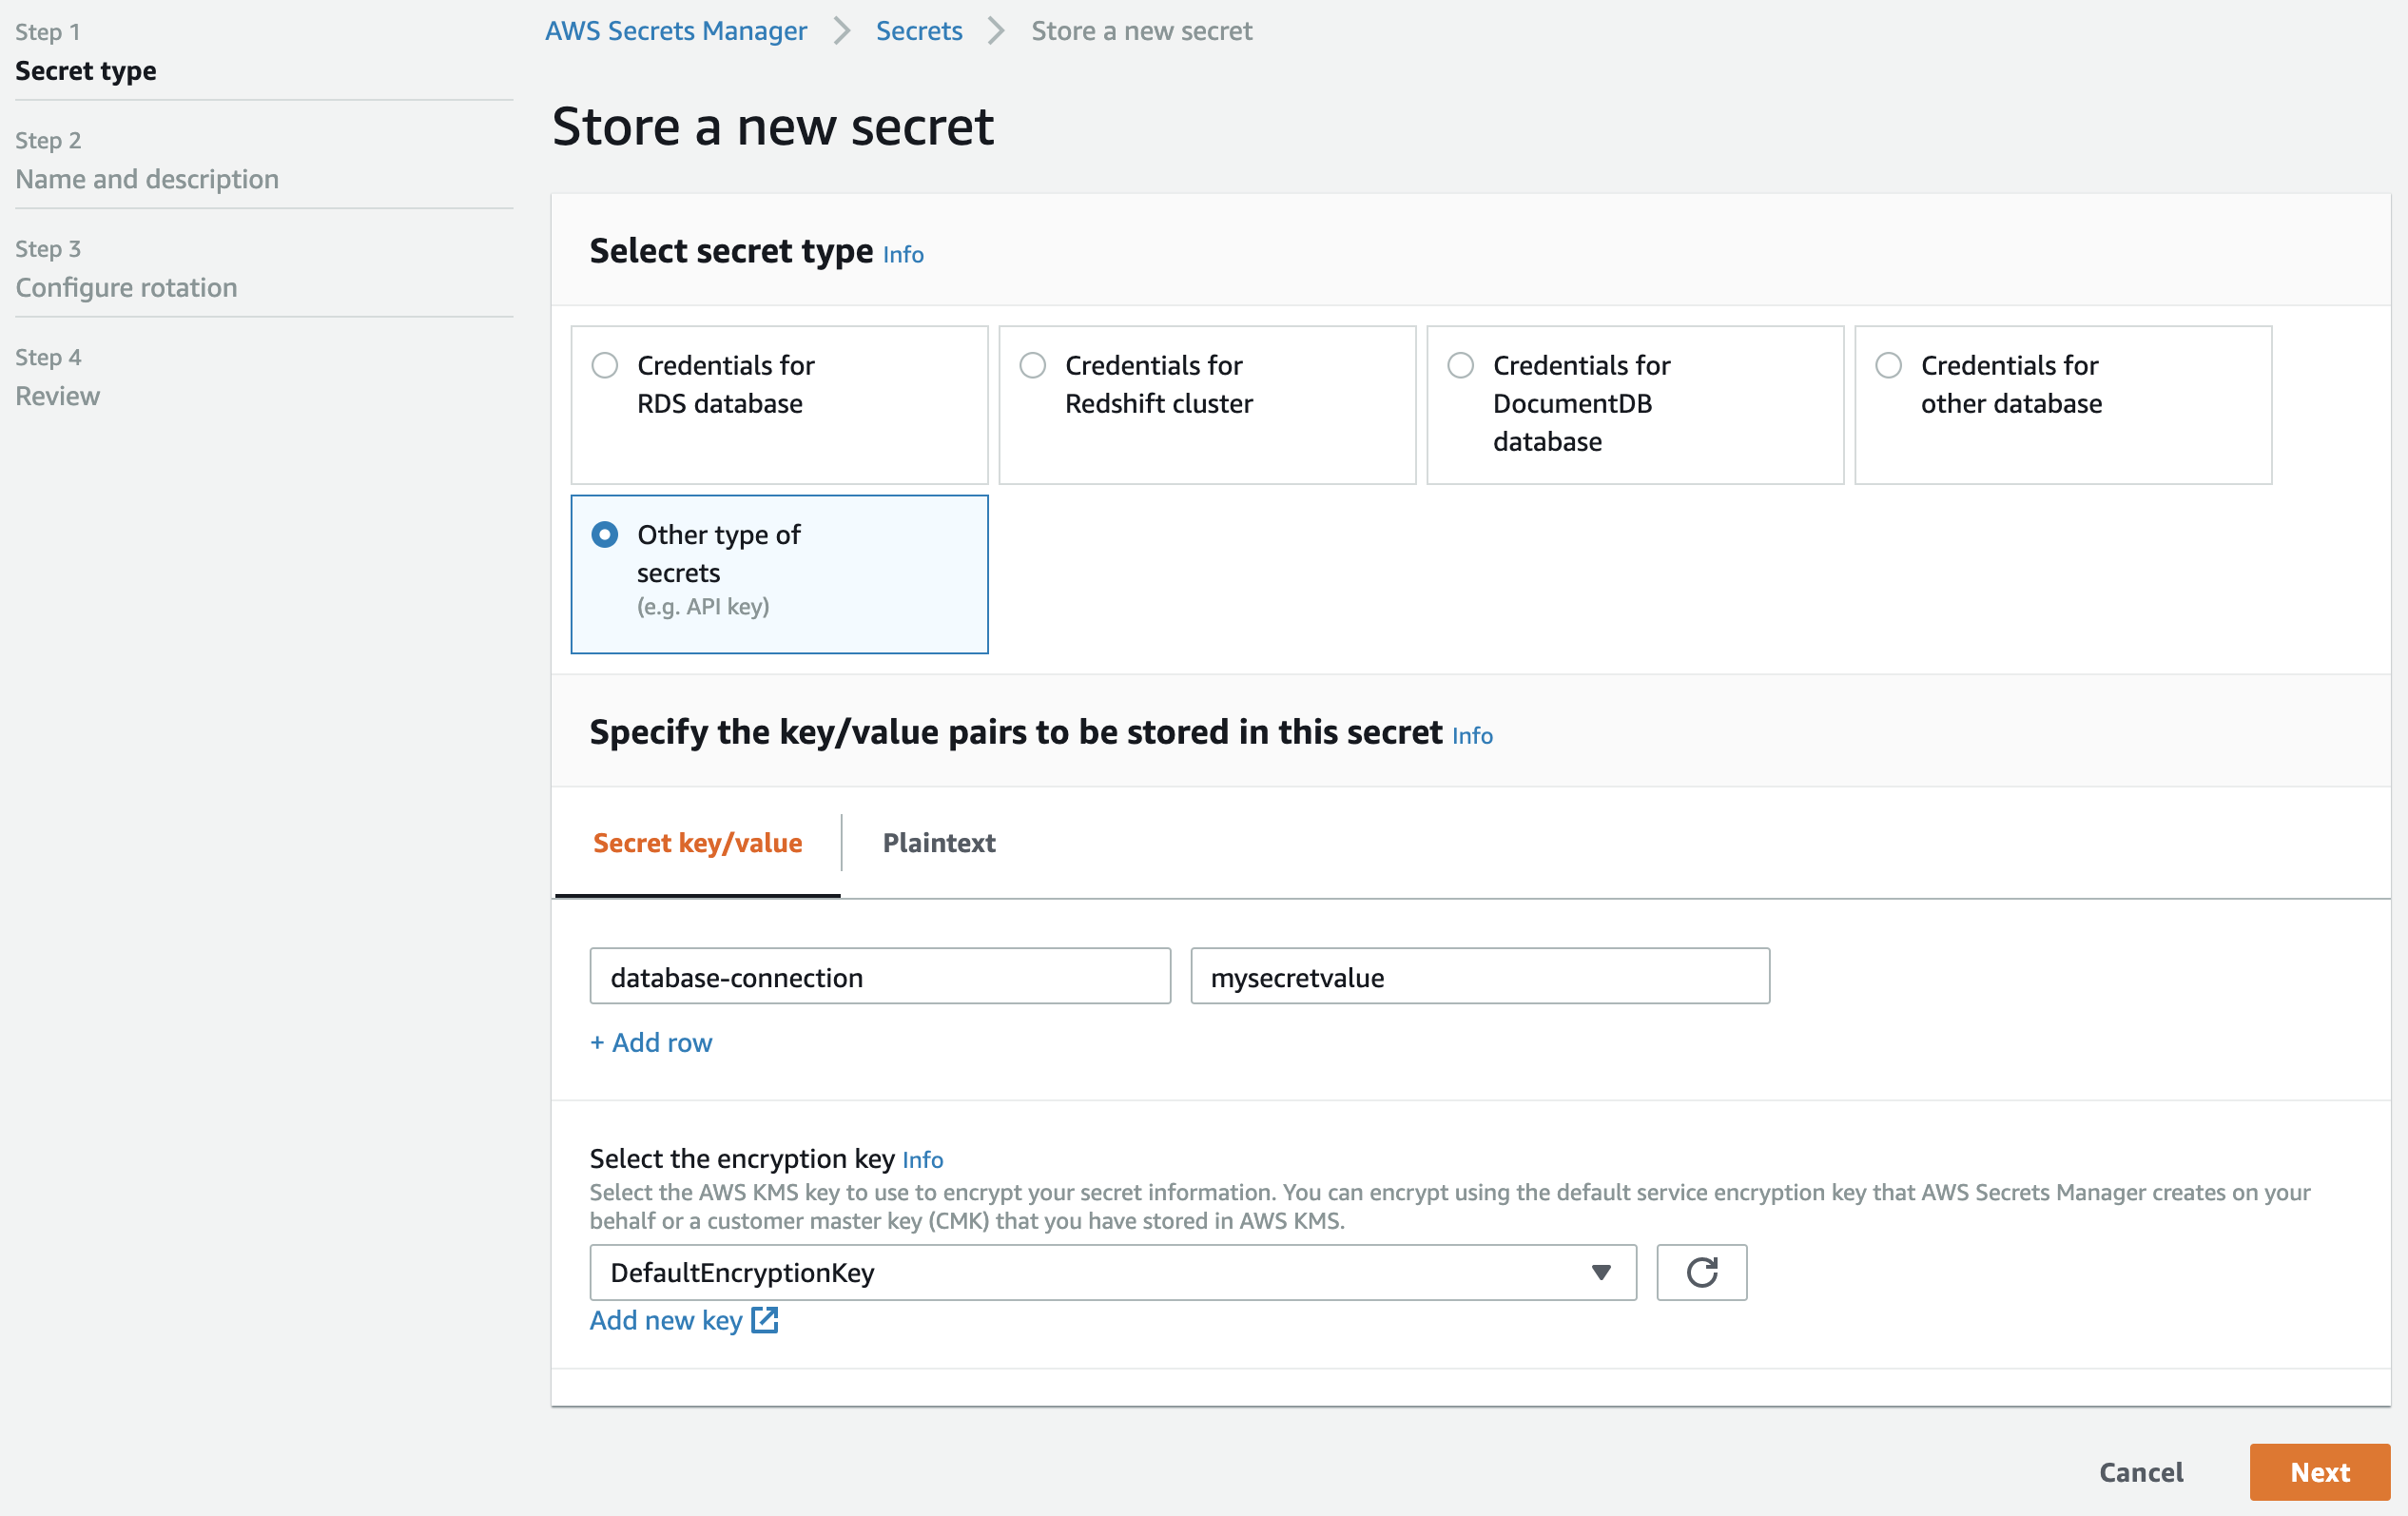 Step 1
Secret type
Step 2
Name and description
Step 3
Configure rotation
Step 4
Review
AWS Secrets Manager
Secrets
Store a new secret
Store a new secret
Select secret type Info
Credentials for
RDS database
Credentials for
Redshift cluster
Credentials for
DocumentDB
database
Credentials for
other database
Other type of
secrets
(e.g. API key)
Specify the key/value pairs to be stored in this secret Info
Secret key/value
Plaintext
database-connection
mysecretvalue
+ Add row
Select the encryption key Info
Select the AWS KMS key to use to encrypt your secret information. You can encrypt using the default service encryption key that AWS Secrets Manager creates on your
behalf or a customer master key (CMK) that you have stored in AWS KMS.
DefaultEncryptionKey
Add new key
Cancel
Next